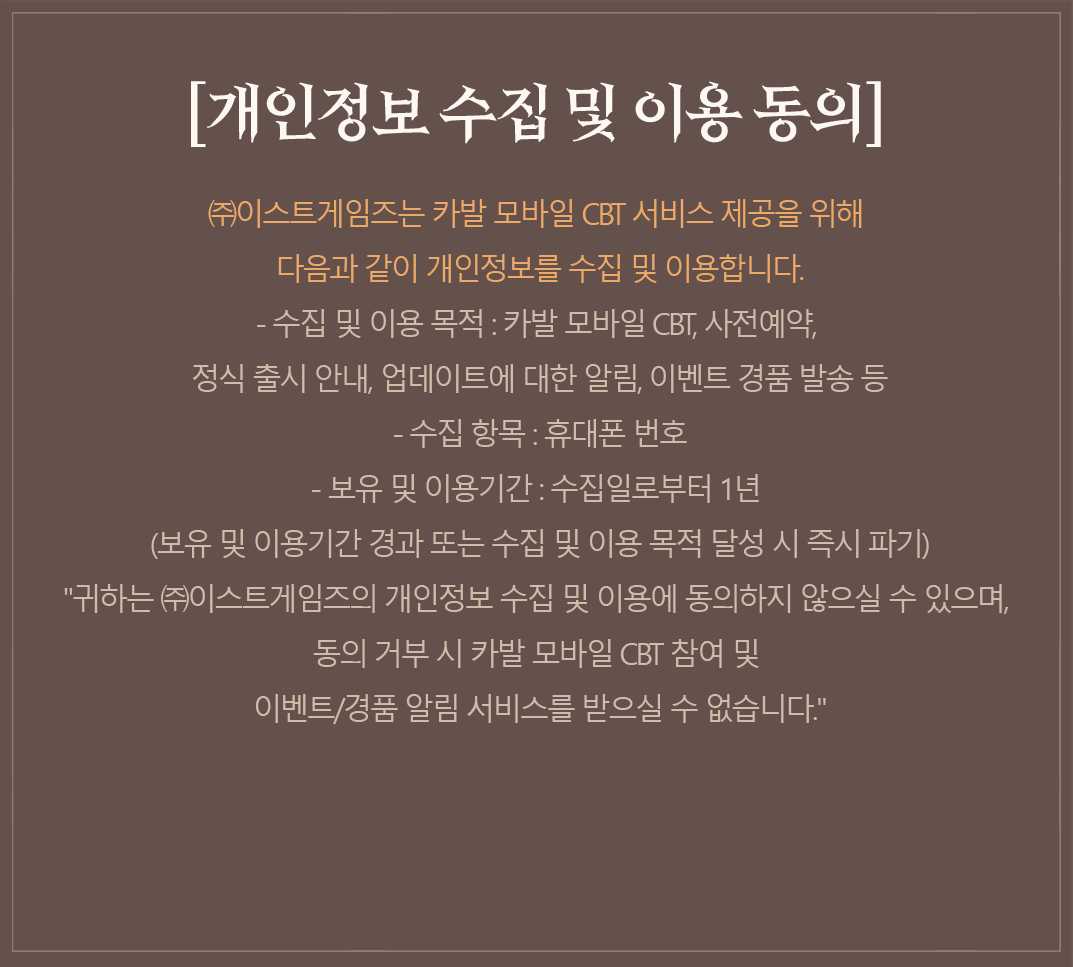 [개인정보 수집 및 이용 동의]
㈜이스트게임즈는 카발 모바일 CBT 서비스 제공을 위해
다음과 같이 개인정보를 수집 및 이용합니다.
- 수집 및 이용 목적 : 카발 모바일 CBT, 사전예약,
정식 출시 안내, 업데이트에 대한 알림, 이벤트 경품 발송 등
- 수집 항목 : 휴대폰 번호
- 보유 및 이용기간 : 수집일로부터 1년
(보유 및 이용기간 경과 또는 수집 및 이용 목적 달성 시 즉시 파기)
"귀하는 ㈜이스트게임즈의 개인정보 수집 및 이용에 동의하지 않으실 수 있으며,
동의 거부 시 카발 모바일 CBT 참여 및
이벤트/경품 알림 서비스를 받으실 수 없습니다."